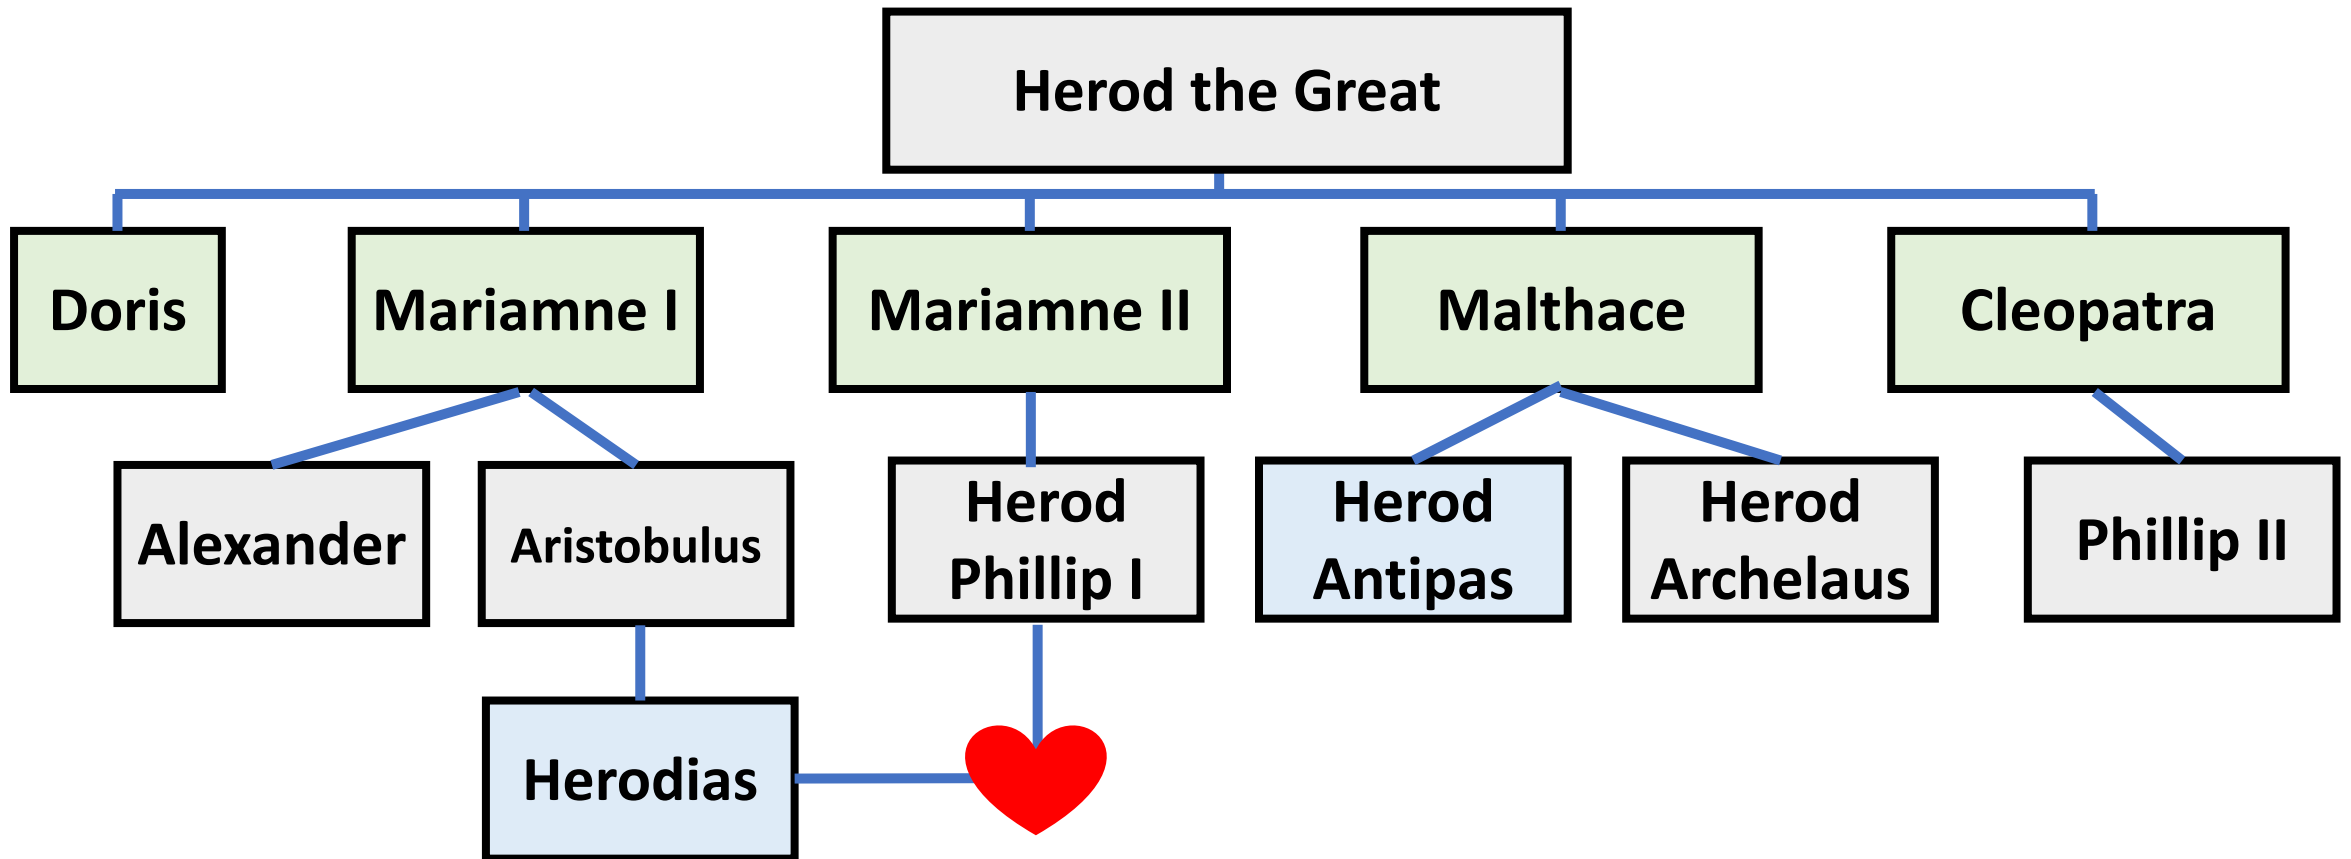 Herod the Great
Doris
Mariamne I
Mariamne II
Malthace
Cleopatra
Alexander
Aristobulus
Herod
Phillip I
Herod
Antipas
Herod
Archelaus
Phillip II
Herodias